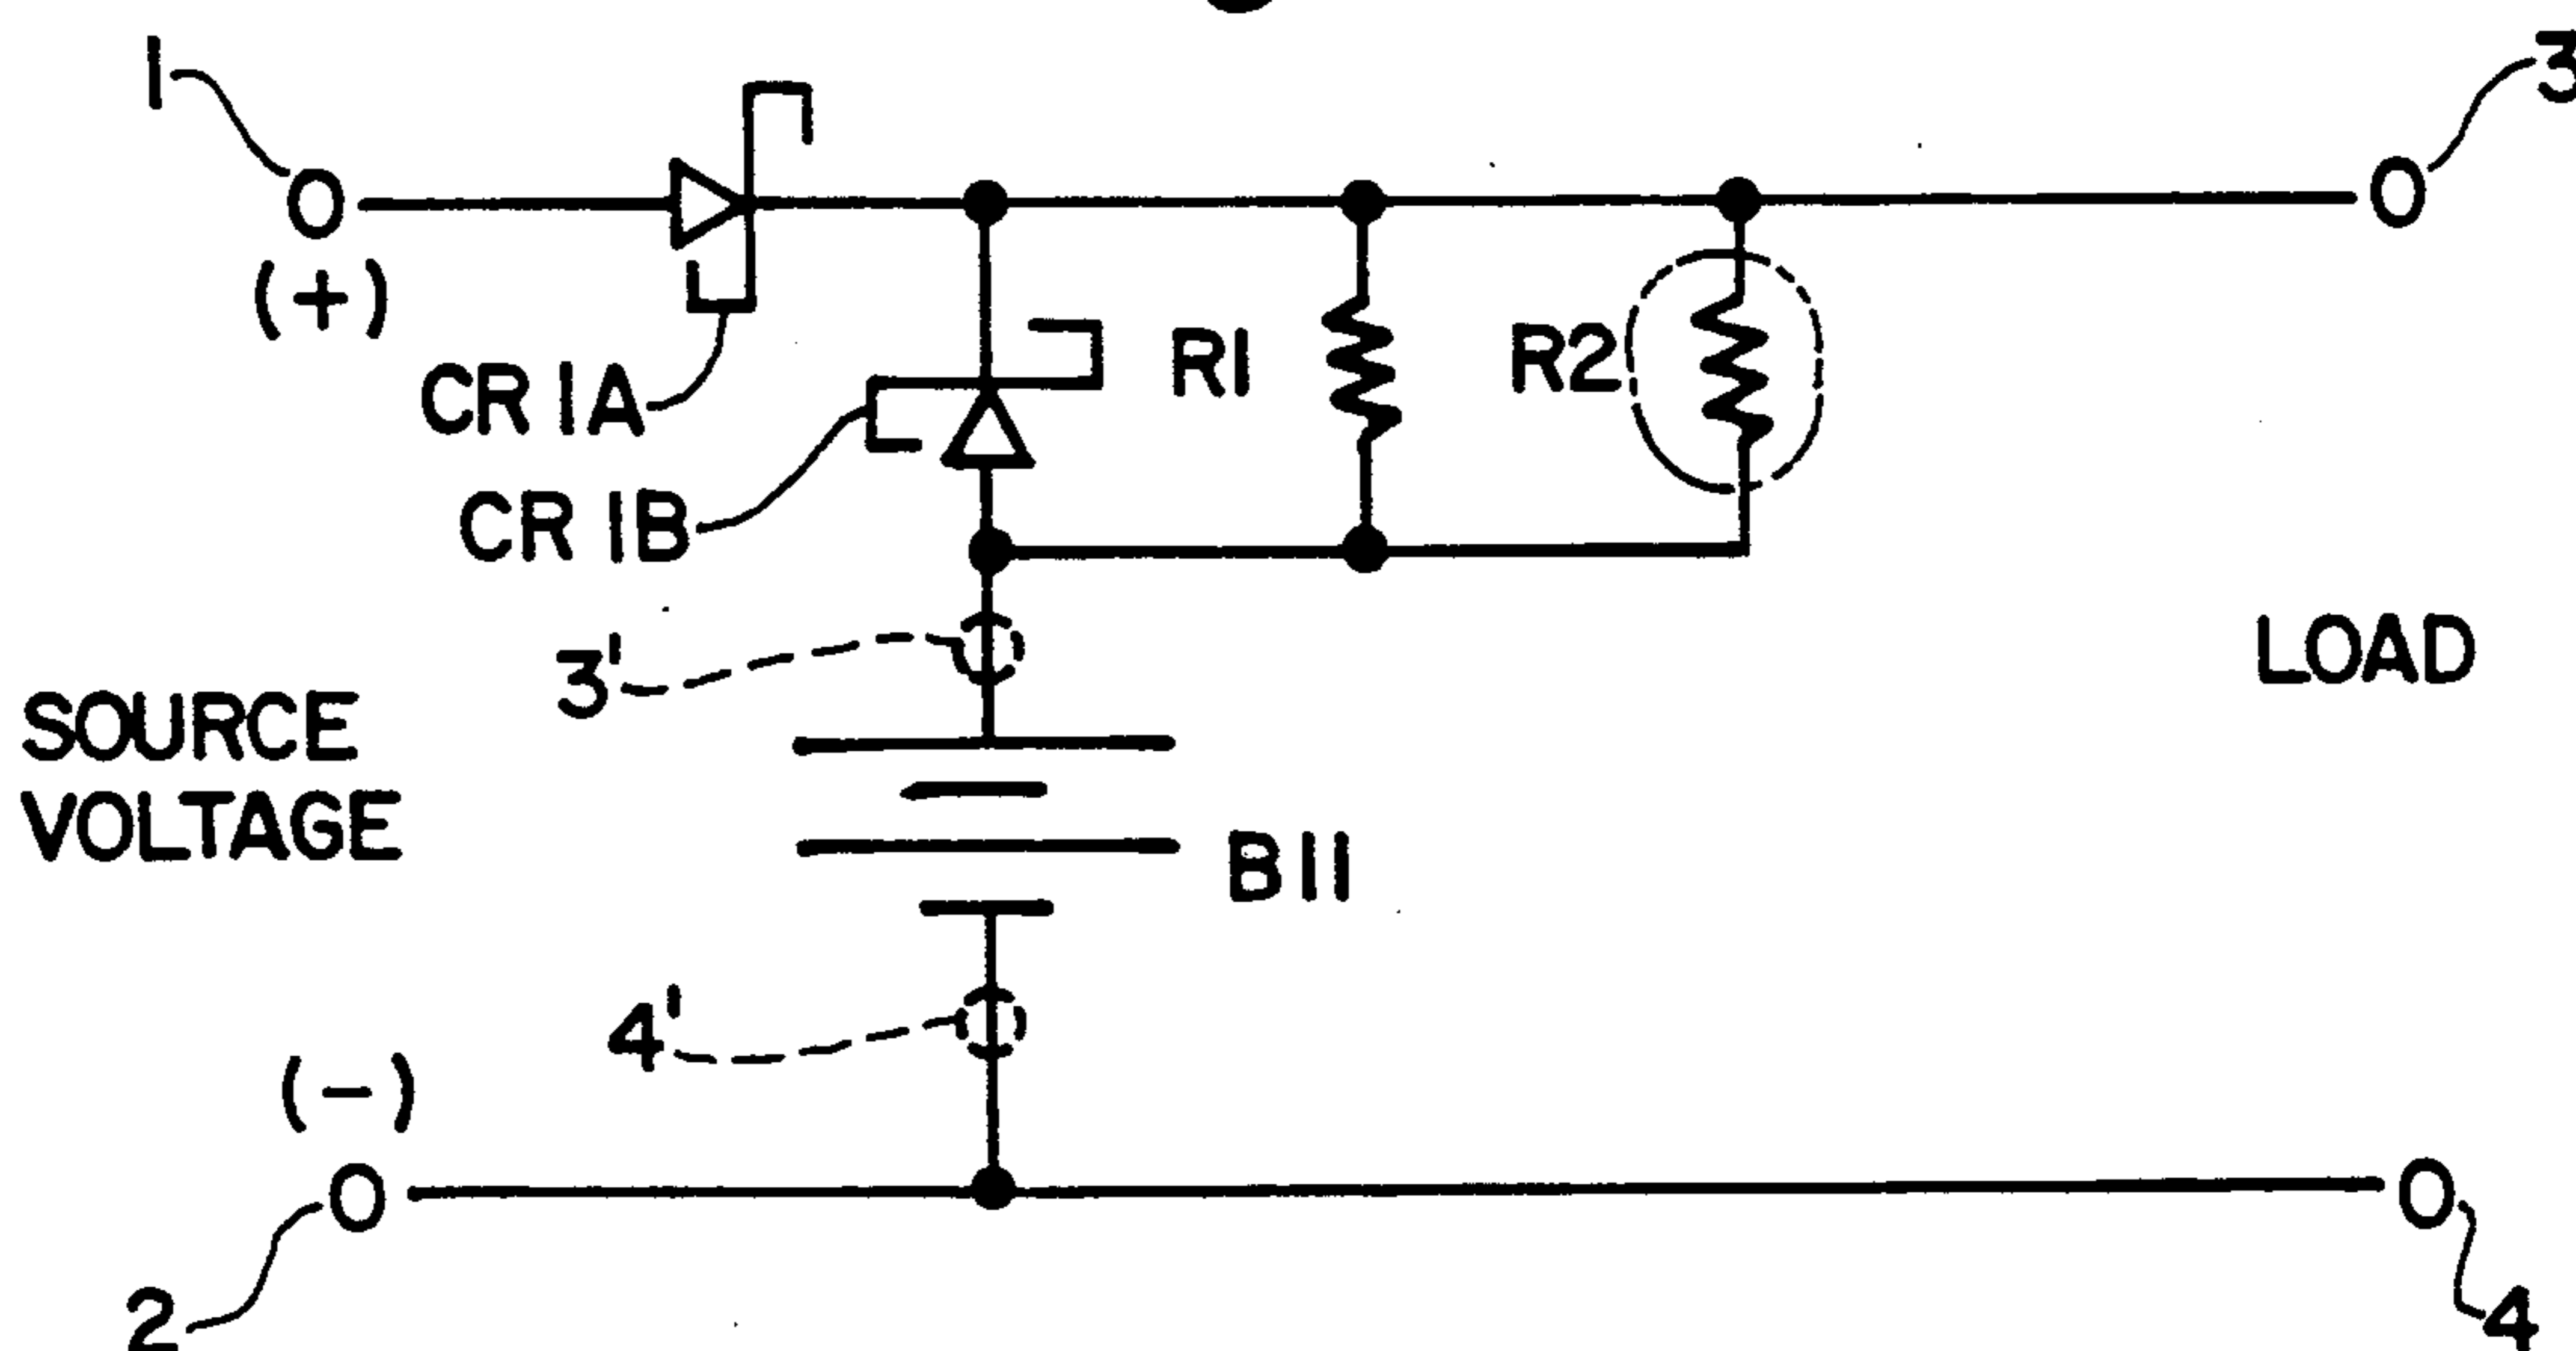 1
3
(+)
CR 1A
R1
R2
CR 1B
3'
LOAD
SOURCE
VOLTAGE
B11
4'
(-)
2
4